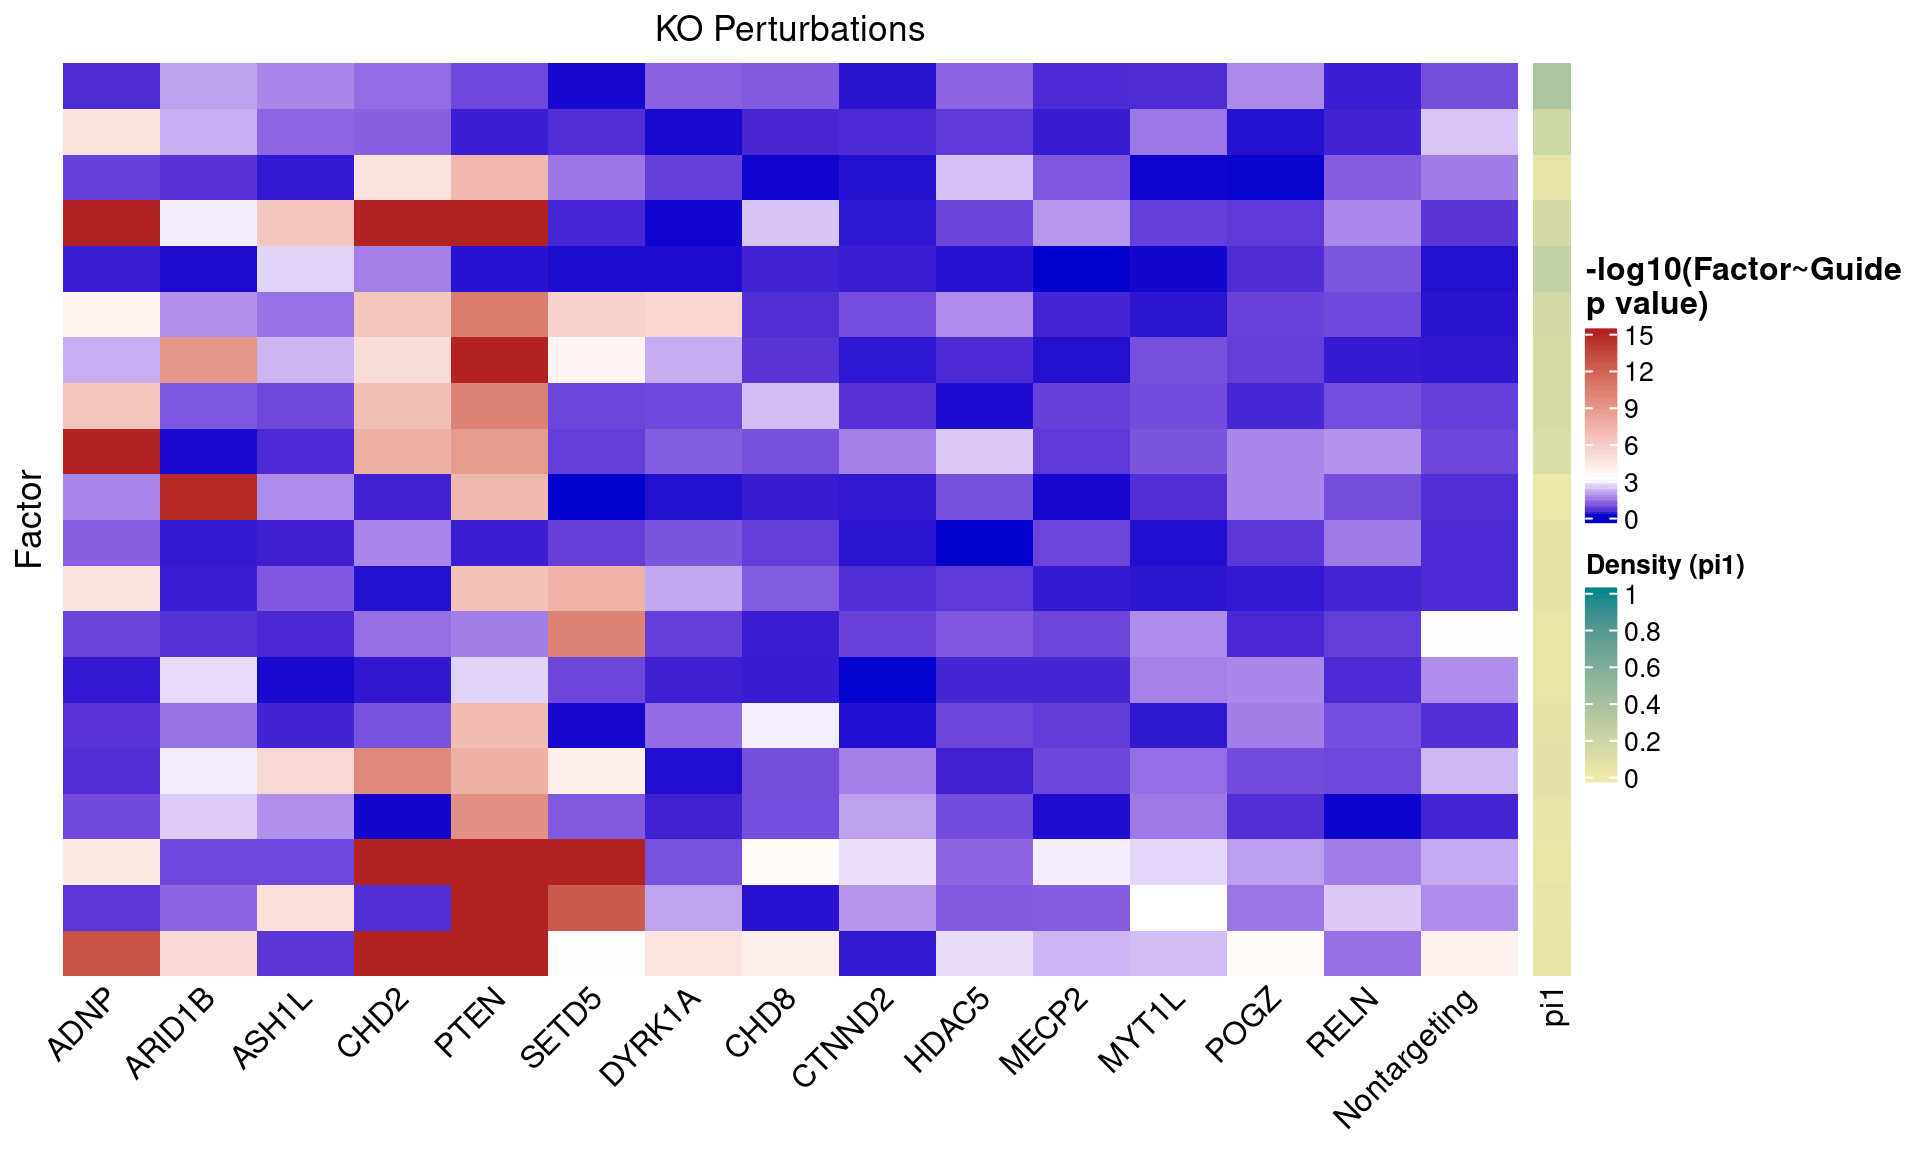 KO Perturbations
Factor
ADNP
ARID1B
ASH1L
CHD2
PTEN
SETD5
DYRK1A
CHD8
CTNND2
HDAC5
MECP2
MYT1L
POGZ
RELN
Nontargeting
pi1
-log10(Factor~Guide
p value)
15
12
9
6
3
0
Density (pi1)
1
0.8
0.6
0.4
0.2
0